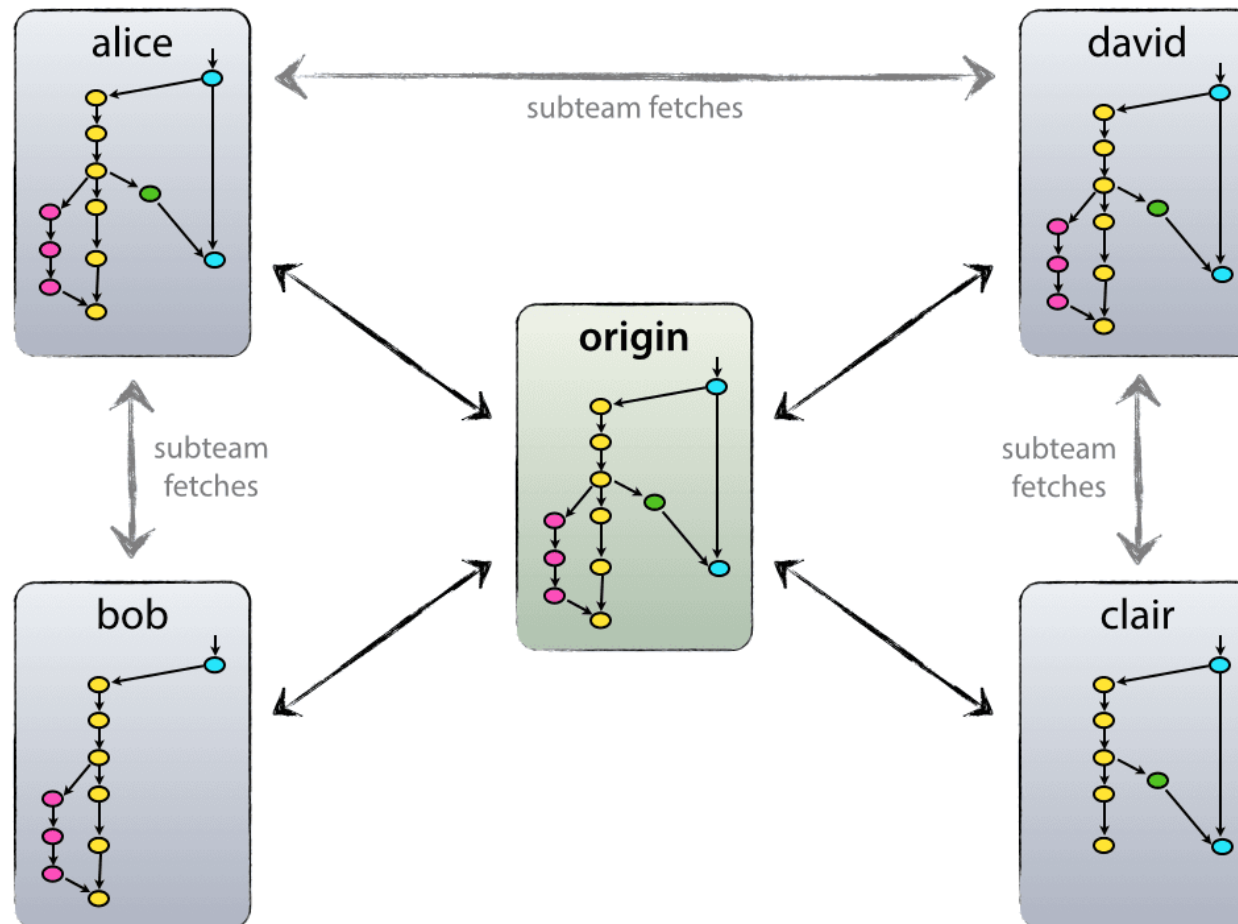 alice
david
subteam fetches
origin
subteam
fetches
subteam
fetches
bob
clair